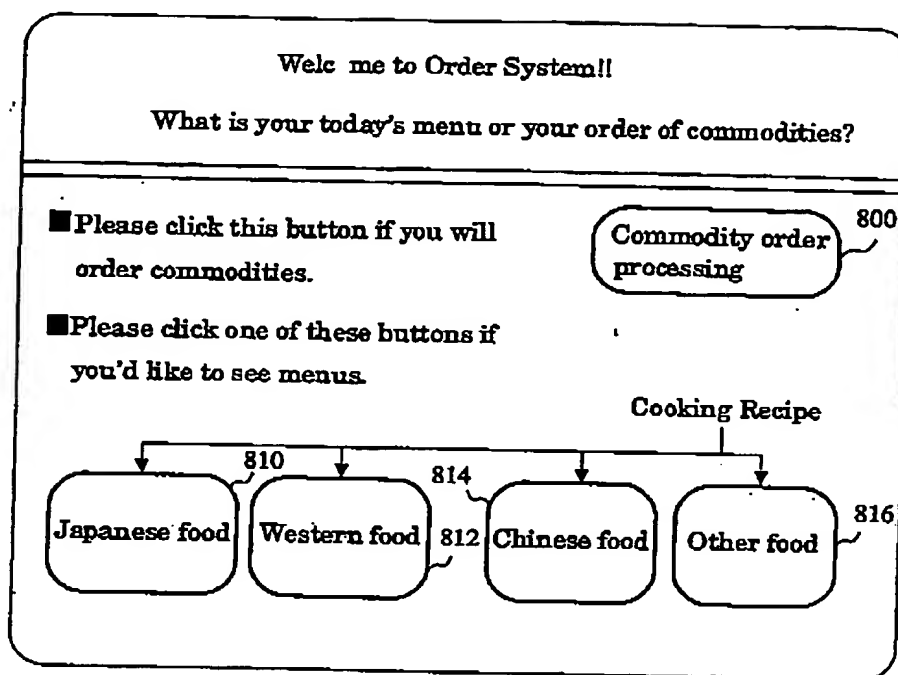 Welc me to Order System!!
What is your today's menu or your order of commodities?
■Please click this button if you will
order commodities.
Commodity order
processing
800
■Please click one of these buttons if
you'd like to see menus.
Cooking Recipe
810
814
Japanese food
Western food
812
Chinese food
Other food
816